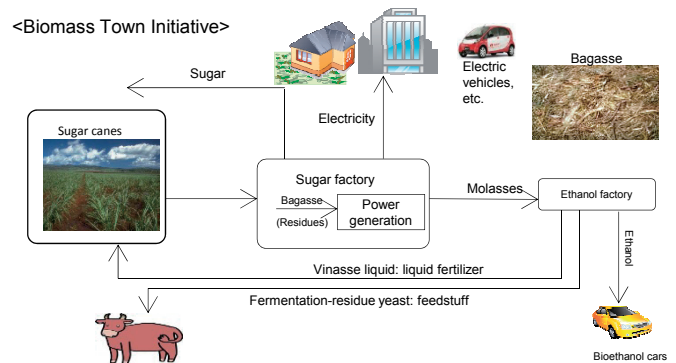 <Biomass Town Initiative>
Sugar
Electricity
Electric
vehicles,
etc.
Bagasse
Sugar canes
Sugar factory
Bagasse
(Residues)
Power
generation
Molasses
Ethanol factory
Ethanol
Vinasse liquid: liquid fertilizer
Fermentation-residue yeast: feedstuff
Bioethanol cars